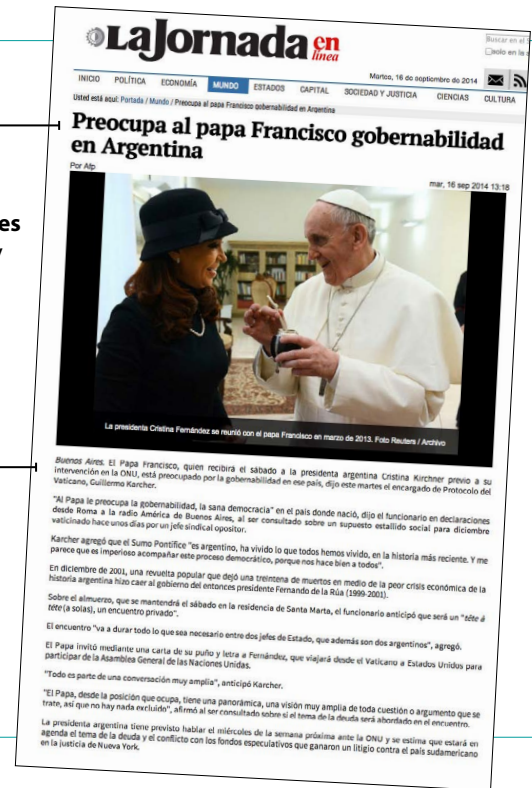 LaJornada en
línea
Buscar en el
solo en la
Martes, 16 de septiembre de 2014
INICIO POLÍTICA ECONOMÍA MUNDO ESTADOS CAPITAL SOCIEDAD Y JUSTICIA CIENCIAS CULTURA
Usted está aquí: Portada / Mundo / Preocupa al papa Francisco gobernabilidad en Argentina
Preocupa al papa Francisco gobernabilidad
en Argentina
Por Afp
mar, 16 sep 2014 13:18
es
La presidenta Cristina Fernández se reunió con el papa Francisco en marzo de 2013. Foto Reuters / Archivo
Buenos Aires. El Papa Francisco, quien recibirá el sábado a la presidenta argentina Cristina Kirchner previo a su
intervención en la ONU, está preocupado por la gobernabilidad en ese país, dijo este martes el encargado de Protocolo del
Vaticano, Guillermo Karcher.
"Al Papa le preocupa la gobernabilidad, la sana democracia" en el país donde nació, dijo el funcionario en declaraciones
desde Roma a la radio América de Buenos Aires, al ser consultado sobre un supuesto estallido social para diciembre
vaticinado hace unos días por un jefe sindical opositor.
Karcher agregó que el Sumo Pontífice "es argentino, ha vivido lo que todos hemos vivido, en la historia más reciente. Y me
parece que es imperioso acompañar este proceso democrático, porque nos hace bien a todos".
En diciembre de 2001, una revuelta popular que dejó una treintena de muertos en medio de la peor crisis económica de la
historia argentina hizo caer al gobierno del entonces presidente Fernando de la Rúa (1999-2001).
Sobre el almuerzo, que se mantendrá el sábado en la residencia de Santa Marta, el funcionario anticipó que será un "tête à
tête (a solas), un encuentro privado".
El encuentro "va a durar todo lo que sea necesario entre dos jefes de Estado, que además son dos argentinos", agregó.
El Papa invitó mediante una carta de su puño y letra a Fernández, que viajará desde el Vaticano a Estados Unidos para
participar de la Asamblea General de las Naciones Unidas.
"Todo es parte de una conversación muy amplia", anticipó Karcher.
"El Papa, desde la posición que ocupa, tiene una panorámica, una visión muy amplia de toda cuestión o argumento que se
trate, así que no hay nada excluido", afirmó al ser consultado sobre si el tema de la deuda será abordado en el encuentro.
La presidenta argentina tiene previsto hablar el miércoles de la semana próxima ante la ONU y se estima que estará en
agenda el tema de la deuda y el conflicto con los fondos especulativos que ganaron un litigio contra el país sudamericano
en la justicia de Nueva York.